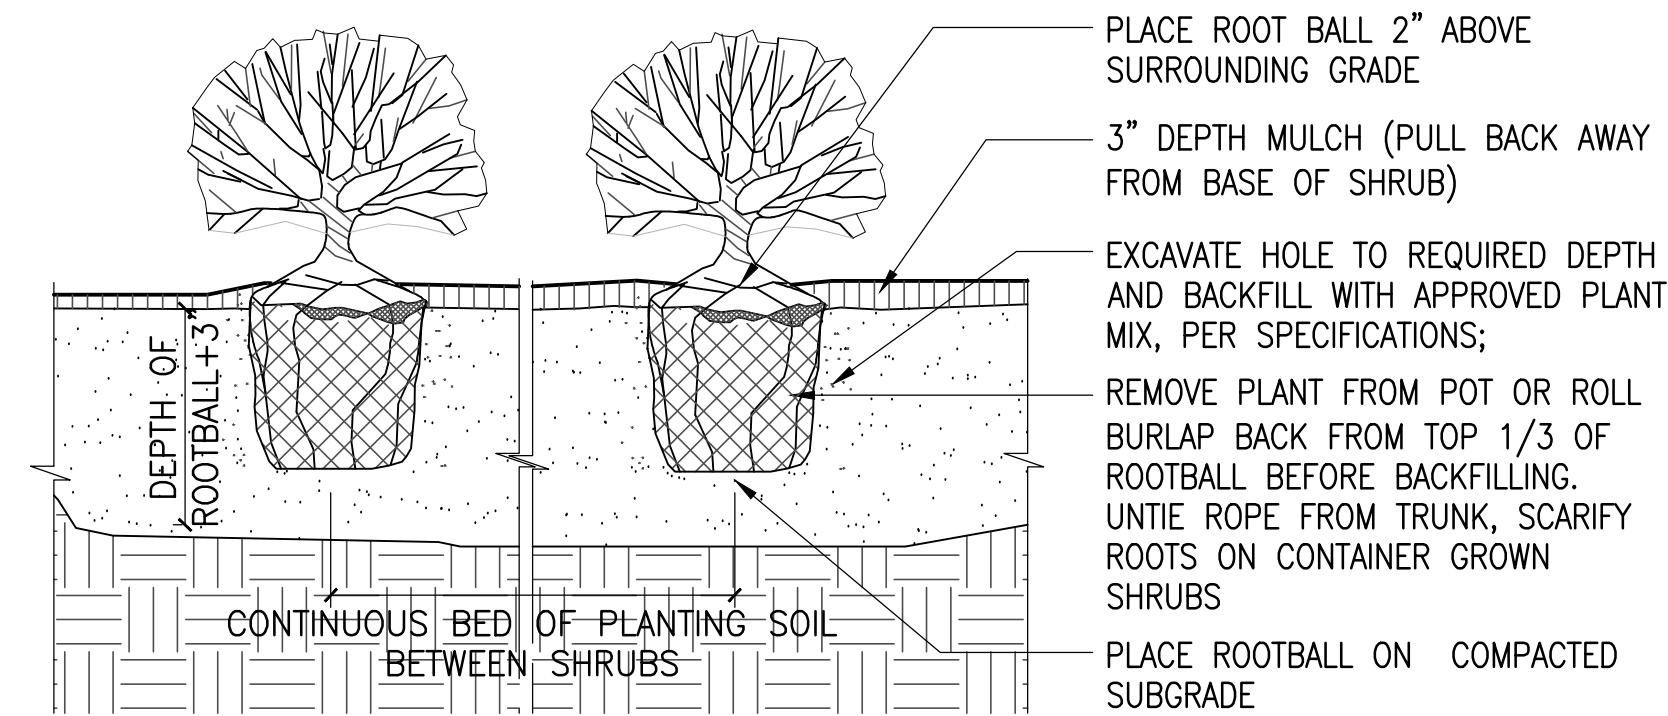 PLACE ROOT BALL 2” ABOVE
SURROUNDING GRADE
3” DEPTH MULCH (PULL BACK AWAY
FROM BASE OF SHRUB)
EXCAVATE HOLE TO REQUIRED DEPTH
AND BACKFILL WITH APPROVED PLANT
MIX, PER SPECIFICATIONS;
REMOVE PLANT FROM POT OR ROLL
BURLAP BACK FROM TOP 1/3 OF
ROOTBALL BEFORE BACKFILLING.
UNTIE ROPE FROM TRUNK, SCARIFY
ROOTS ON CONTAINER GROWN
SHRUBS
PLACE ROOTBALL ON COMPACTED
SUBGRADE
DEPTH OF
ROOTBALL+3”
CONTINUOUS BED OF PLANTING SOIL
BETWEEN SHRUBS